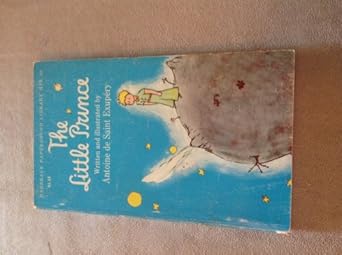 The
Little Prince
Written and illustrated by
Antoine de Saint Exupéry